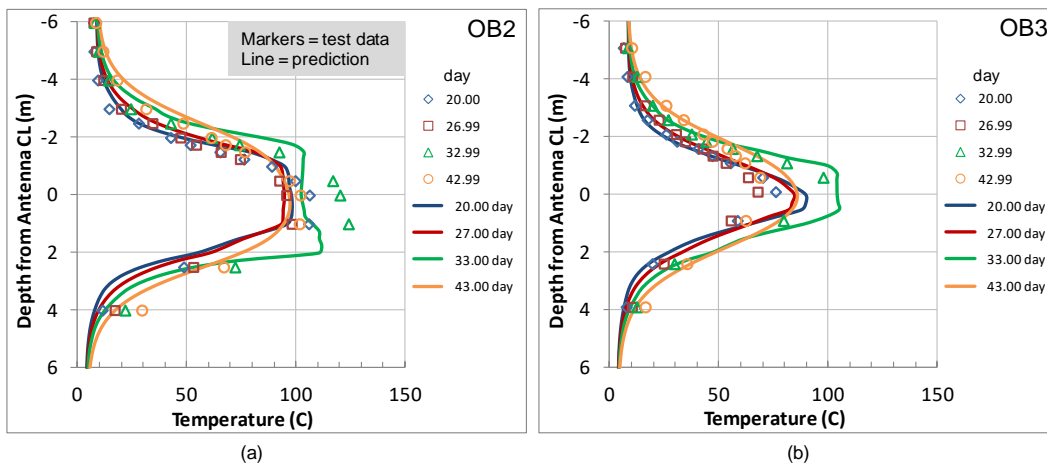 OB2
Markers = test data
Line = prediction
day
20.00
26.99
32.99
42.99
20.00 day
27.00 day
33.00 day
43.00 day
Depth from Antenna CL (m)
-6
-4
-2
0
2
4
6
0 50 100 150
Temperature (C)
(a)
OB3
day
20.00
26.99
32.99
42.99
20.00 day
27.00 day
33.00 day
43.00 day
Depth from Antenna CL (m)
-6
-4
-2
0
2
4
6
0 50 100 150
Temperature (C)
(b)